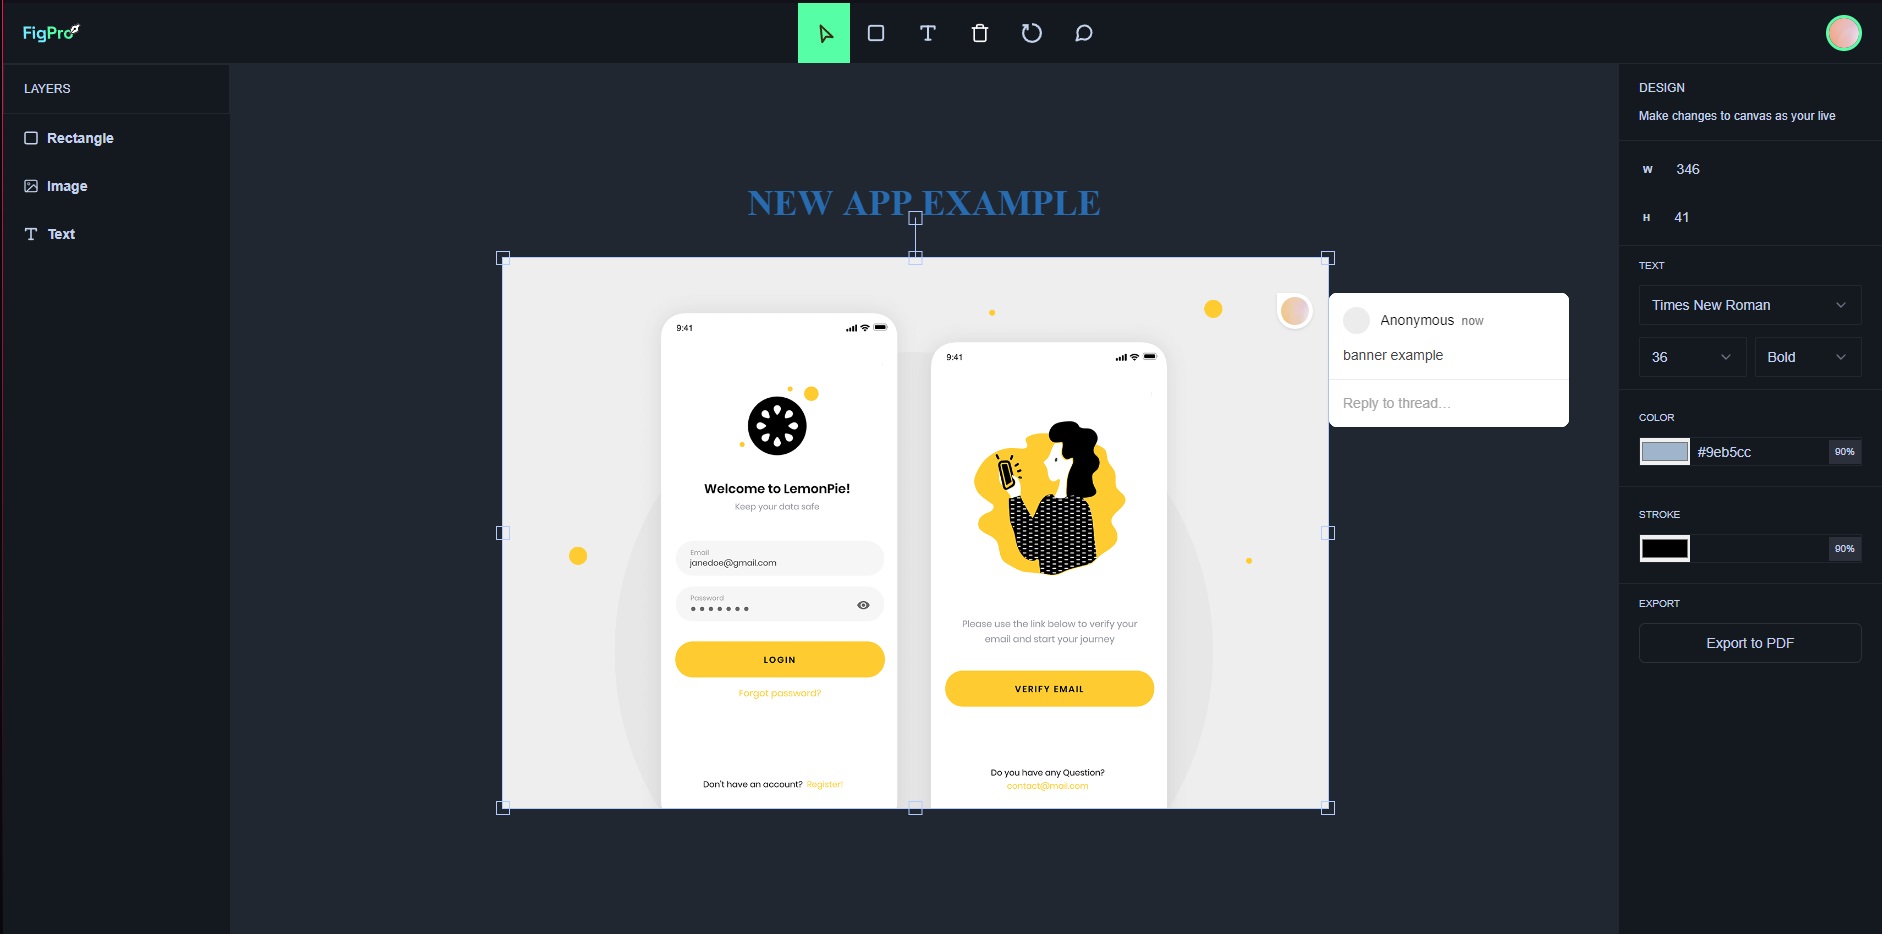 FigPro
LAYERS
Rectangle
Image
Text
NEW APP EXAMPLE
9:41
Welcome to LemonPie!
Keep your data safe
Email
janedoe@gmail.com
Password
LOGIN
Forgot password?
Don't have an account? Register!
9:41
Please use the link below to verify your
email and start your journey
VERIFY EMAIL
Do you have any Question?
contact@mail.com
Anonymous now
banner example
Reply to thread...
DESIGN
Make changes to canvas as your live
W 346
H 41
TEXT
Times New Roman
36 Bold
COLOR
#9eb5cc 90%
STROKE
90%
EXPORT
Export to PDF